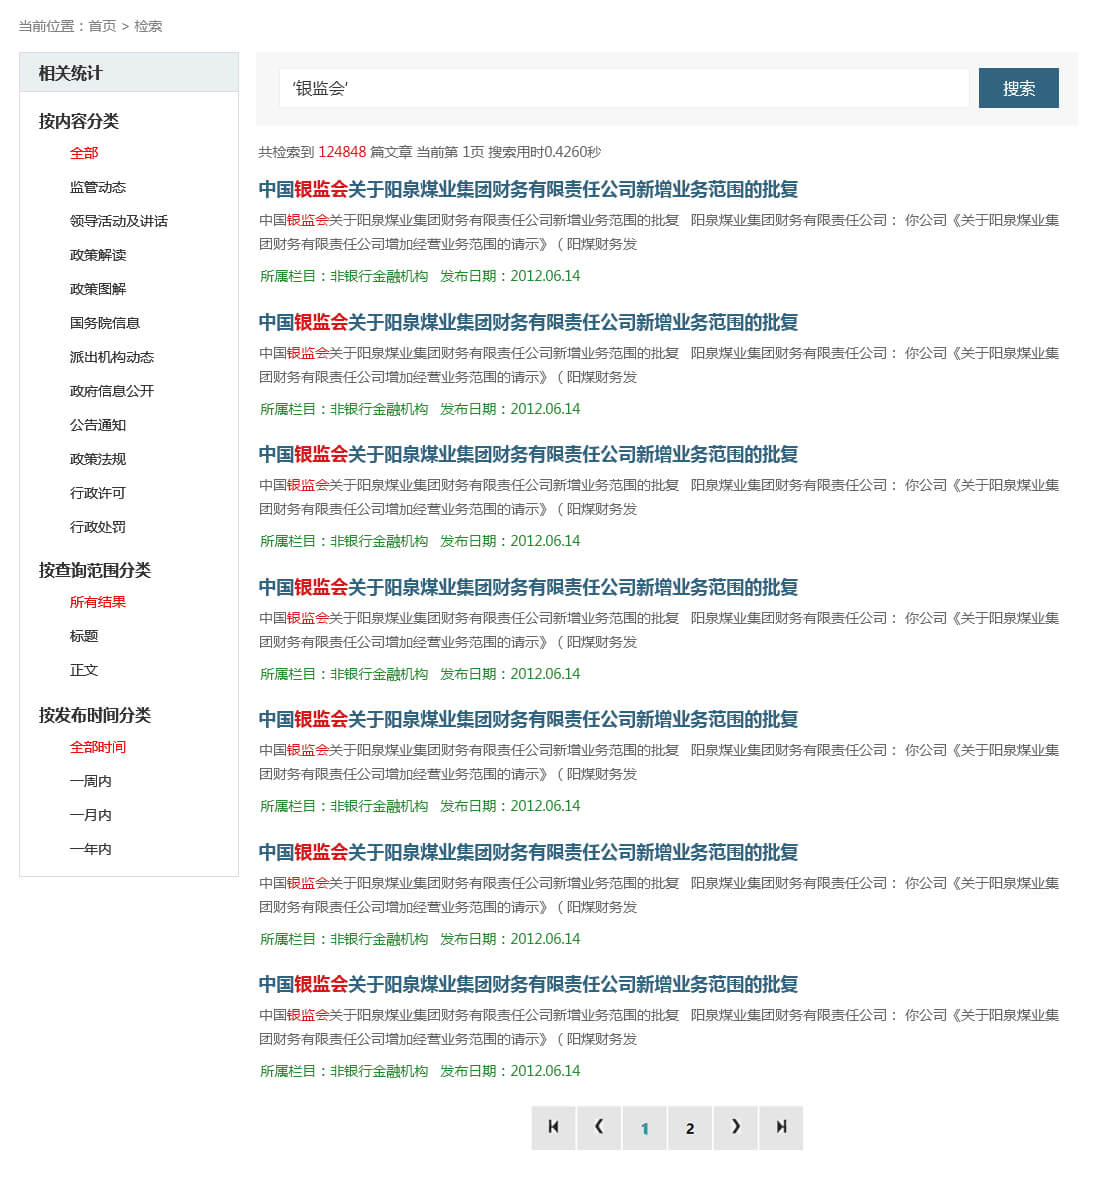 当前位置：首页 > 检索
相关统计
按内容分类
全部
监管动态
领导活动及讲话
政策解读
政策图解
国务院信息
派出机构动态
政府信息公开
公告通知
政策法规
行政许可
行政处罚
按查询范围分类
所有结果
标题
正文
按发布时间分类
全部时间
一周内
一月内
一年内
‘银监会’
搜索
共检索到 124848 篇文章 当前第 1页 搜索用时0.4260秒
中国银监会关于阳泉煤业集团财务有限责任公司新增业务范围的批复
中国银监会关于阳泉煤业集团财务有限责任公司新增业务范围的批复 阳泉煤业集团财务有限责任公司： 你公司《关于阳泉煤业集
团财务有限责任公司增加经营业务范围的请示》（ 阳煤财务发
所属栏目：非银行金融机构 发布日期：2012.06.14
中国银监会关于阳泉煤业集团财务有限责任公司新增业务范围的批复
中国银监会关于阳泉煤业集团财务有限责任公司新增业务范围的批复 阳泉煤业集团财务有限责任公司： 你公司《关于阳泉煤业集
团财务有限责任公司增加经营业务范围的请示》（ 阳煤财务发
所属栏目：非银行金融机构 发布日期：2012.06.14
中国银监会关于阳泉煤业集团财务有限责任公司新增业务范围的批复
中国银监会关于阳泉煤业集团财务有限责任公司新增业务范围的批复 阳泉煤业集团财务有限责任公司： 你公司《关于阳泉煤业集
团财务有限责任公司增加经营业务范围的请示》（ 阳煤财务发
所属栏目：非银行金融机构 发布日期：2012.06.14
中国银监会关于阳泉煤业集团财务有限责任公司新增业务范围的批复
中国银监会关于阳泉煤业集团财务有限责任公司新增业务范围的批复 阳泉煤业集团财务有限责任公司： 你公司《关于阳泉煤业集
团财务有限责任公司增加经营业务范围的请示》（ 阳煤财务发
所属栏目：非银行金融机构 发布日期：2012.06.14
中国银监会关于阳泉煤业集团财务有限责任公司新增业务范围的批复
中国银监会关于阳泉煤业集团财务有限责任公司新增业务范围的批复 阳泉煤业集团财务有限责任公司： 你公司《关于阳泉煤业集
团财务有限责任公司增加经营业务范围的请示》（ 阳煤财务发
所属栏目：非银行金融机构 发布日期：2012.06.14
中国银监会关于阳泉煤业集团财务有限责任公司新增业务范围的批复
中国银监会关于阳泉煤业集团财务有限责任公司新增业务范围的批复 阳泉煤业集团财务有限责任公司： 你公司《关于阳泉煤业集
团财务有限责任公司增加经营业务范围的请示》（ 阳煤财务发
所属栏目：非银行金融机构 发布日期：2012.06.14
中国银监会关于阳泉煤业集团财务有限责任公司新增业务范围的批复
中国银监会关于阳泉煤业集团财务有限责任公司新增业务范围的批复 阳泉煤业集团财务有限责任公司： 你公司《关于阳泉煤业集
团财务有限责任公司增加经营业务范围的请示》（ 阳煤财务发
所属栏目：非银行金融机构 发布日期：2012.06.14
1 2